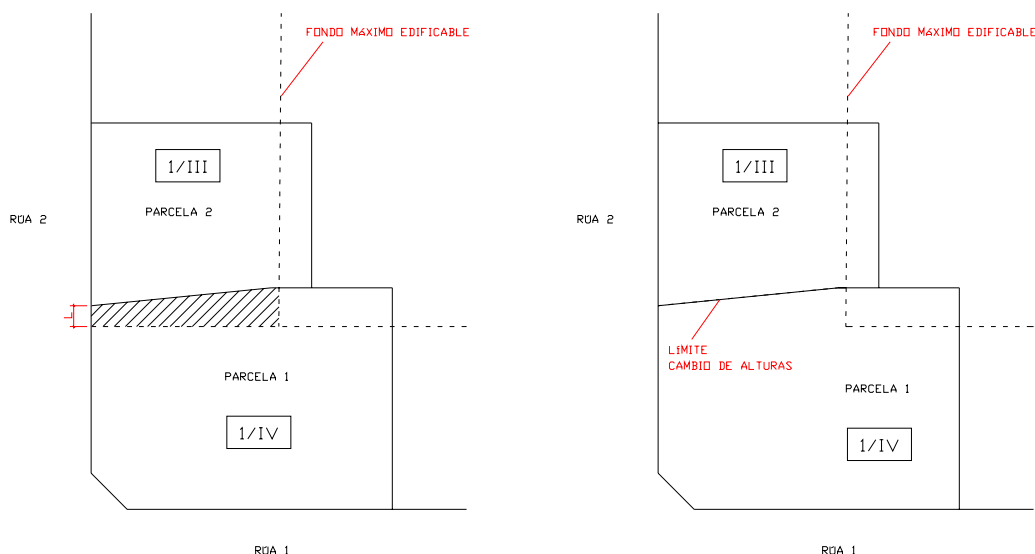 FONDO MáXIMO EDIFICABLE
1/III
PARCELA 2
RÚA 2
L
PARCELA 1
1/IV
RÚA 1
FONDO MáXIMO EDIFICABLE
1/III
PARCELA 2
RÚA 2
LíMITE
CAMBIO DE ALTURAS
PARCELA 1
1/IV
RÚA 1